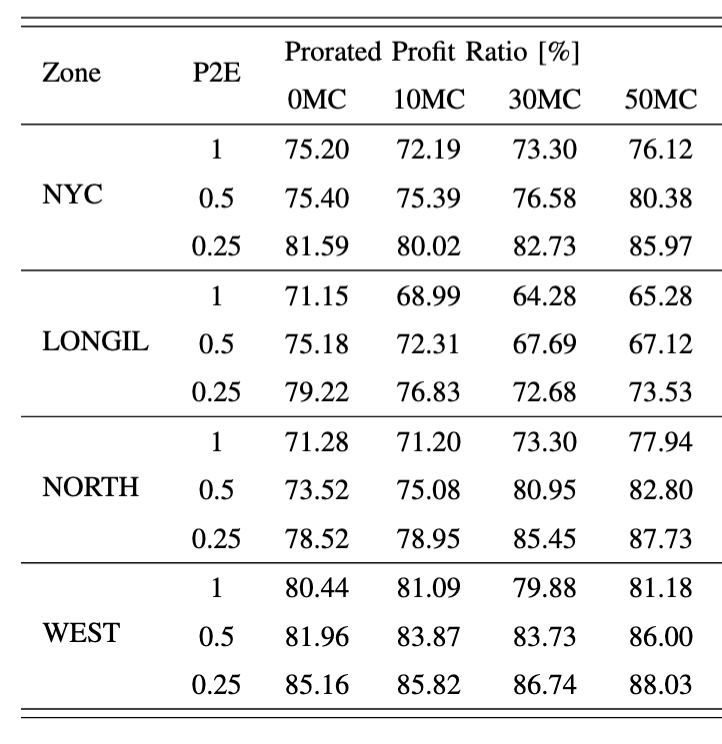 Zone P2E Prorated Profit Ratio [%]
0MC 10MC 30MC 50MC
NYC
1 75.20 72.19 73.30 76.12
0.5 75.40 75.39 76.58 80.38
0.25 81.59 80.02 82.73 85.97
LONGIL
1 71.15 68.99 64.28 65.28
0.5 75.18 72.31 67.69 67.12
0.25 79.22 76.83 72.68 73.53
NORTH
1 71.28 71.20 73.30 77.94
0.5 73.52 75.08 80.95 82.80
0.25 78.52 78.95 85.45 87.73
WEST
1 80.44 81.09 79.88 81.18
0.5 81.96 83.87 83.73 86.00
0.25 85.16 85.82 86.74 88.03